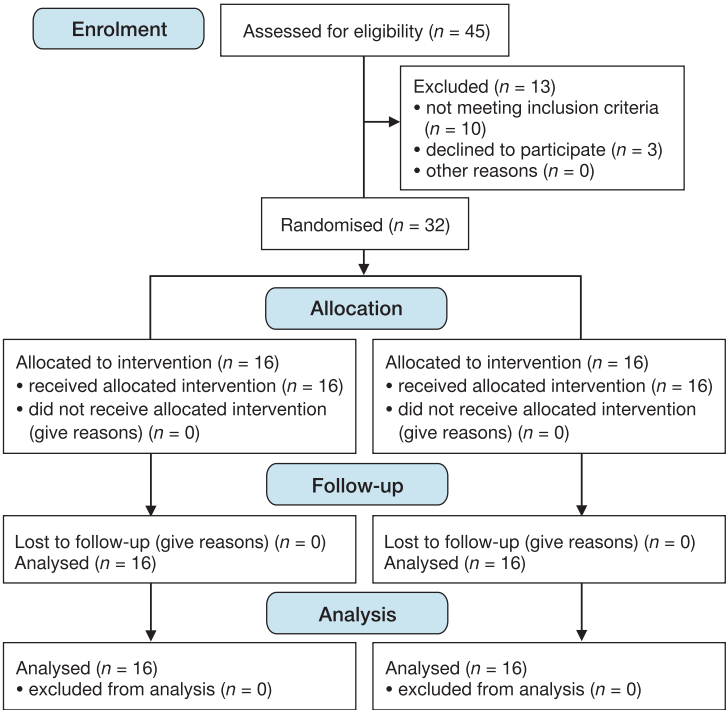 Enrolment
Assessed for eligibility (n = 45)
Excluded (n = 13)
• not meeting inclusion criteria
(n = 10)
• declined to participate (n = 3)
• other reasons (n = 0)
Randomised (n = 32)
Allocation
Allocated to intervention (n = 16)
• received allocated intervention (n = 16)
• did not receive allocated intervention
(give reasons) (n = 0)
Allocated to intervention (n = 16)
• received allocated intervention (n = 16)
• did not receive allocated intervention
(give reasons) (n = 0)
Follow-up
Lost to follow-up (give reasons) (n = 0)
Analysed (n = 16)
Lost to follow-up (give reasons) (n = 0)
Analysed (n = 16)
Analysis
Analysed (n = 16)
• excluded from analysis (n = 0)
Analysed (n = 16)
• excluded from analysis (n = 0)